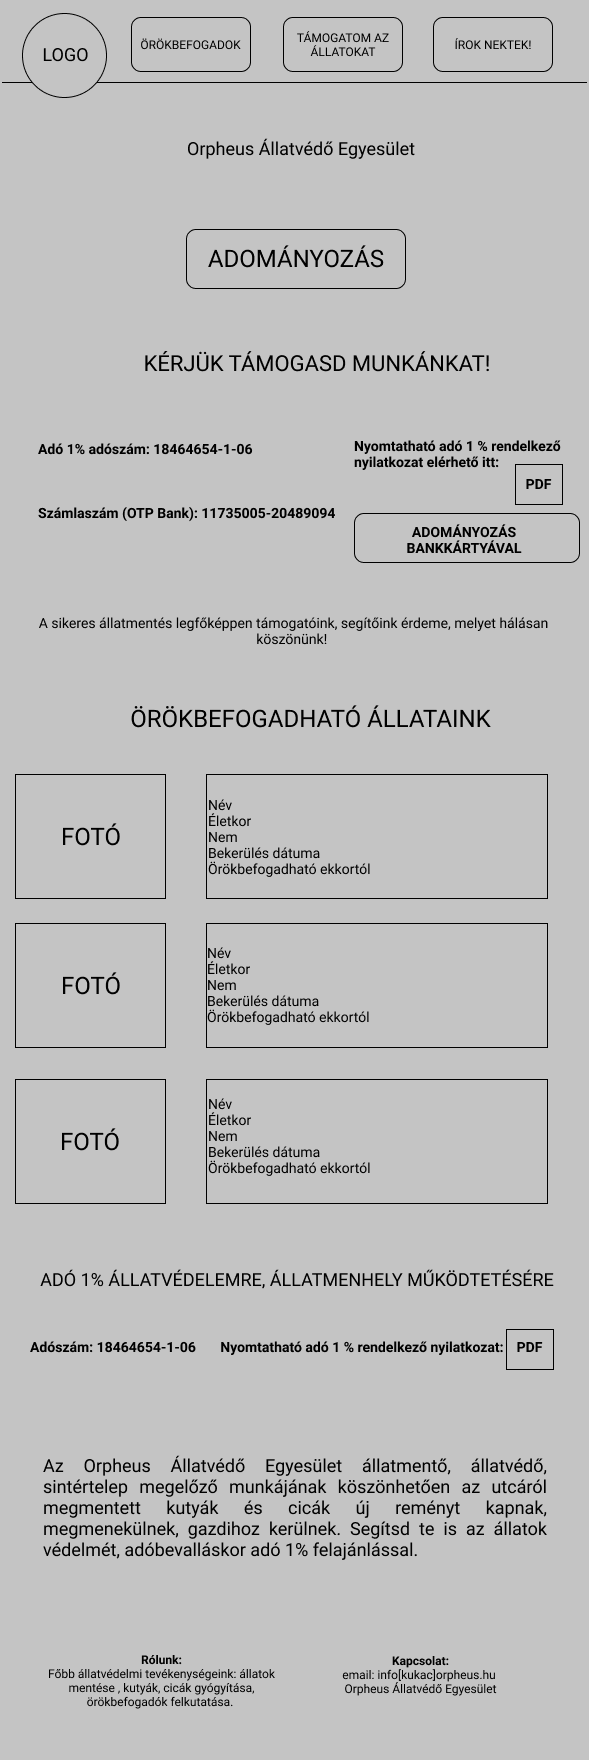 LOGO
ÖRÖKBEFOGADOK
TÁMOGATOM AZ
ÁLLATOKAT
ÍROK NEKTEK!
Orpheus Állatvédő Egyesület
ADOMÁNYOZÁS
KÉRJÜK TÁMOGASD MUNKÁNKAT!
Adó 1% adószám: 18464654-1-06
Nyomtatható adó 1 % rendelkező
nyilatkozat elérhető itt:
PDF
Számlaszám (OTP Bank): 11735005-20489094
ADOMÁNYOZÁS
BANKKÁRTYÁVAL
A sikeres állatmentés legfőképpen támogatóink, segítőink érdeme, melyet hálásan
köszönünk!
ÖRÖKBEFOGADHATÓ ÁLLATAINK
FOTÓ
Név
Életkor
Nem
Bekerülés dátuma
Örökbefogadható ekkortól
FOTÓ
Név
Életkor
Nem
Bekerülés dátuma
Örökbefogadható ekkortól
FOTÓ
Név
Életkor
Nem
Bekerülés dátuma
Örökbefogadható ekkortól
ADÓ 1% ÁLLATVÉDELEMRE, ÁLLATMENHELY MŰKÖDTETÉSÉRE
Adószám: 18464654-1-06
Nyomtatható adó 1 % rendelkező nyilatkozat:
PDF
Az Orpheus Állatvédő Egyesület állatmentő, állatvédő,
sintértelep megelőző munkájának köszönhetően az utcáról
megmentett kutyák és cicák új reményt kapnak,
megmenekülnek, gazdihoz kerülnek. Segítsd te is az állatok
védelmét, adóbevalláskor adó 1% felajánlással.
Rólunk:
Főbb állatvédelmi tevékenységeink: állatok
mentése , kutyák, cicák gyógyítása,
örökbefogadók felkutatása.
Kapcsolat:
email: info[kukac]orpheus.hu
Orpheus Állatvédő Egyesület